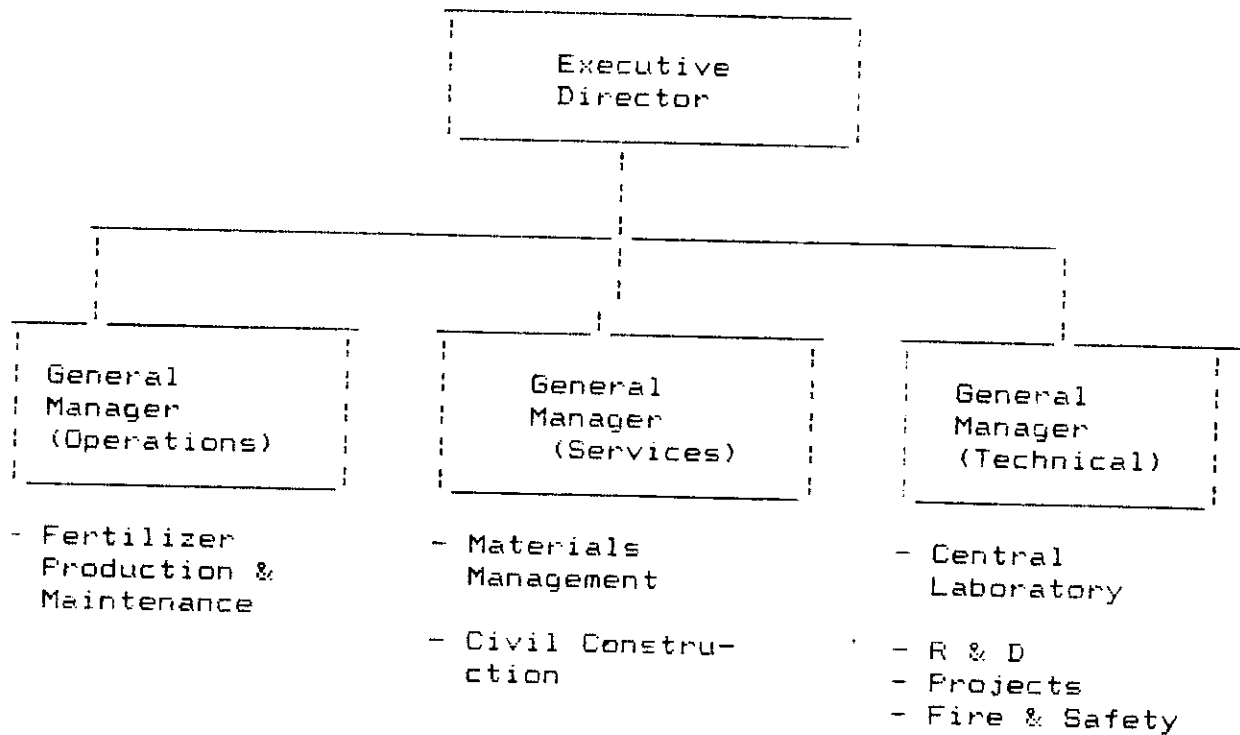 Executive
Director
General
Manager
(Operations)
General
Manager
(Services)
General
Manager
(Technical)
- Fertilizer
Production &
Maintenance
- Materials
Management
- Civil Constru-
ction
- Central
Laboratory
- R & D
- Projects
- Fire & Safety